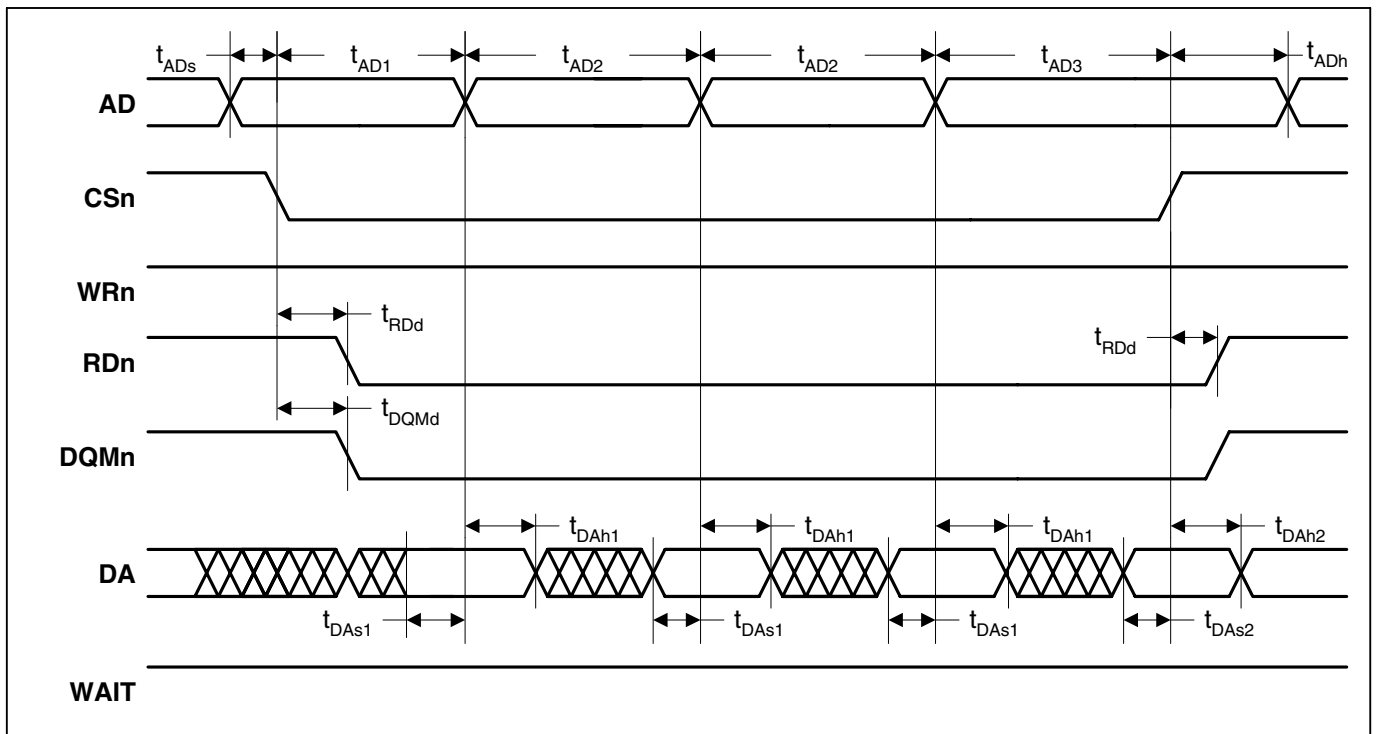 tADs tAD1 tAD2 tAD2 tAD3 tADh
AD
CSn
WRn
tRDd
RDn tRDd
tDQMd
DQMn
tDAh1 tDAh1 tDAh1 tDAh2
DA
tDAs1 tDAs1 tDAs1 tDAs2
WAIT